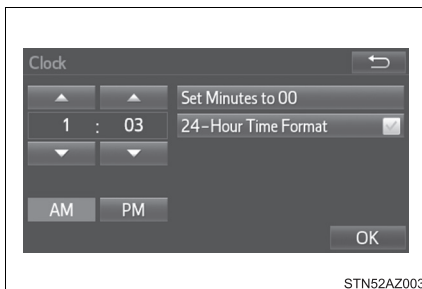 Clock
Set Minutes to 00
1 : 03
24-Hour Time Format
AM PM
OK
STN52AZ003